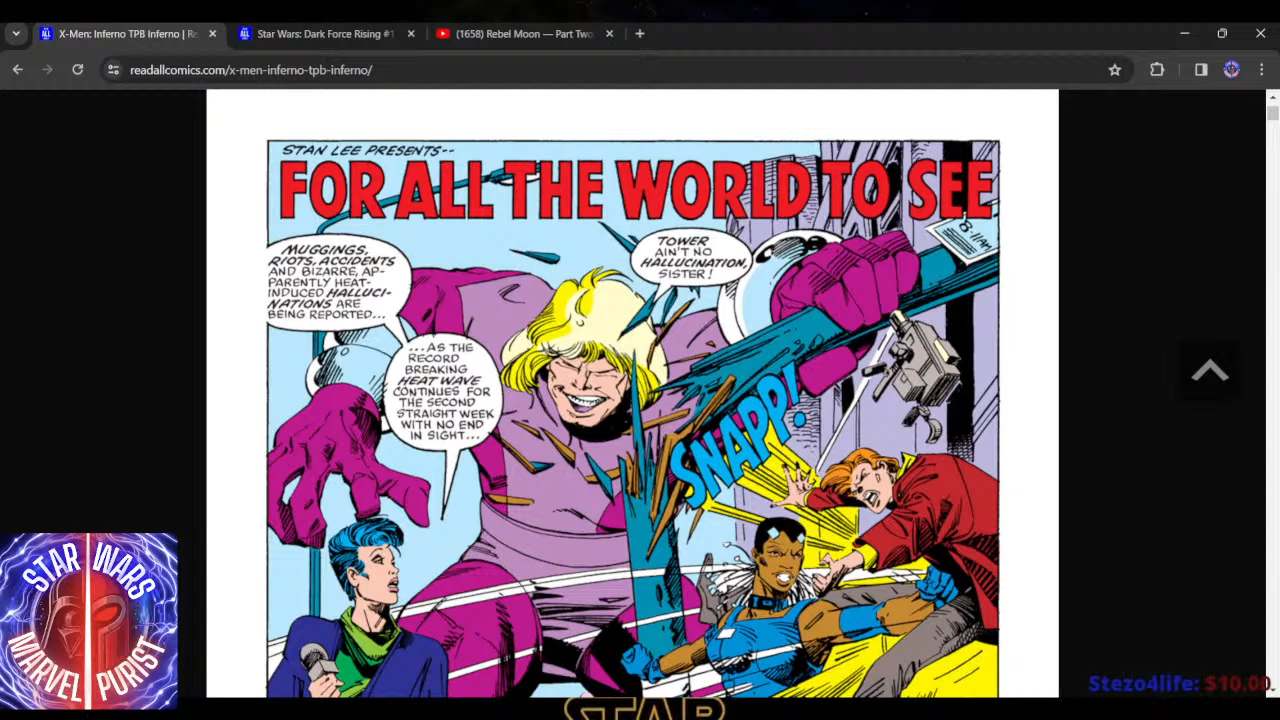 X-Men: Inferno TPB Inferno | Re
Star Wars: Dark Force Rising #1
(1658) Rebel Moon — Part Two
readallcomics.com/x-men-inferno-tpb-inferno/
STAN LEE PRESENTS--
FOR ALL THE WORLD TO SEE
MUGGINGS,
RIOTS, ACCIDENTS
AND BIZARRE, AP-
PARENTLY HEAT-
INDUCED HALLUCI-
NATIONS ARE
BEING REPORTED...
TOWER
AIN'T NO
HALLUCINATION,
SISTER!
8-11AM
...AS THE
RECORD
BREAKING
HEAT WAVE
CONTINUES FOR
THE SECOND
STRAIGHT WEEK
WITH NO END
IN SIGHT...
SNAPP!
STAR WARS
MARVEL PURIST
Stezo4life: $10.00
STAR